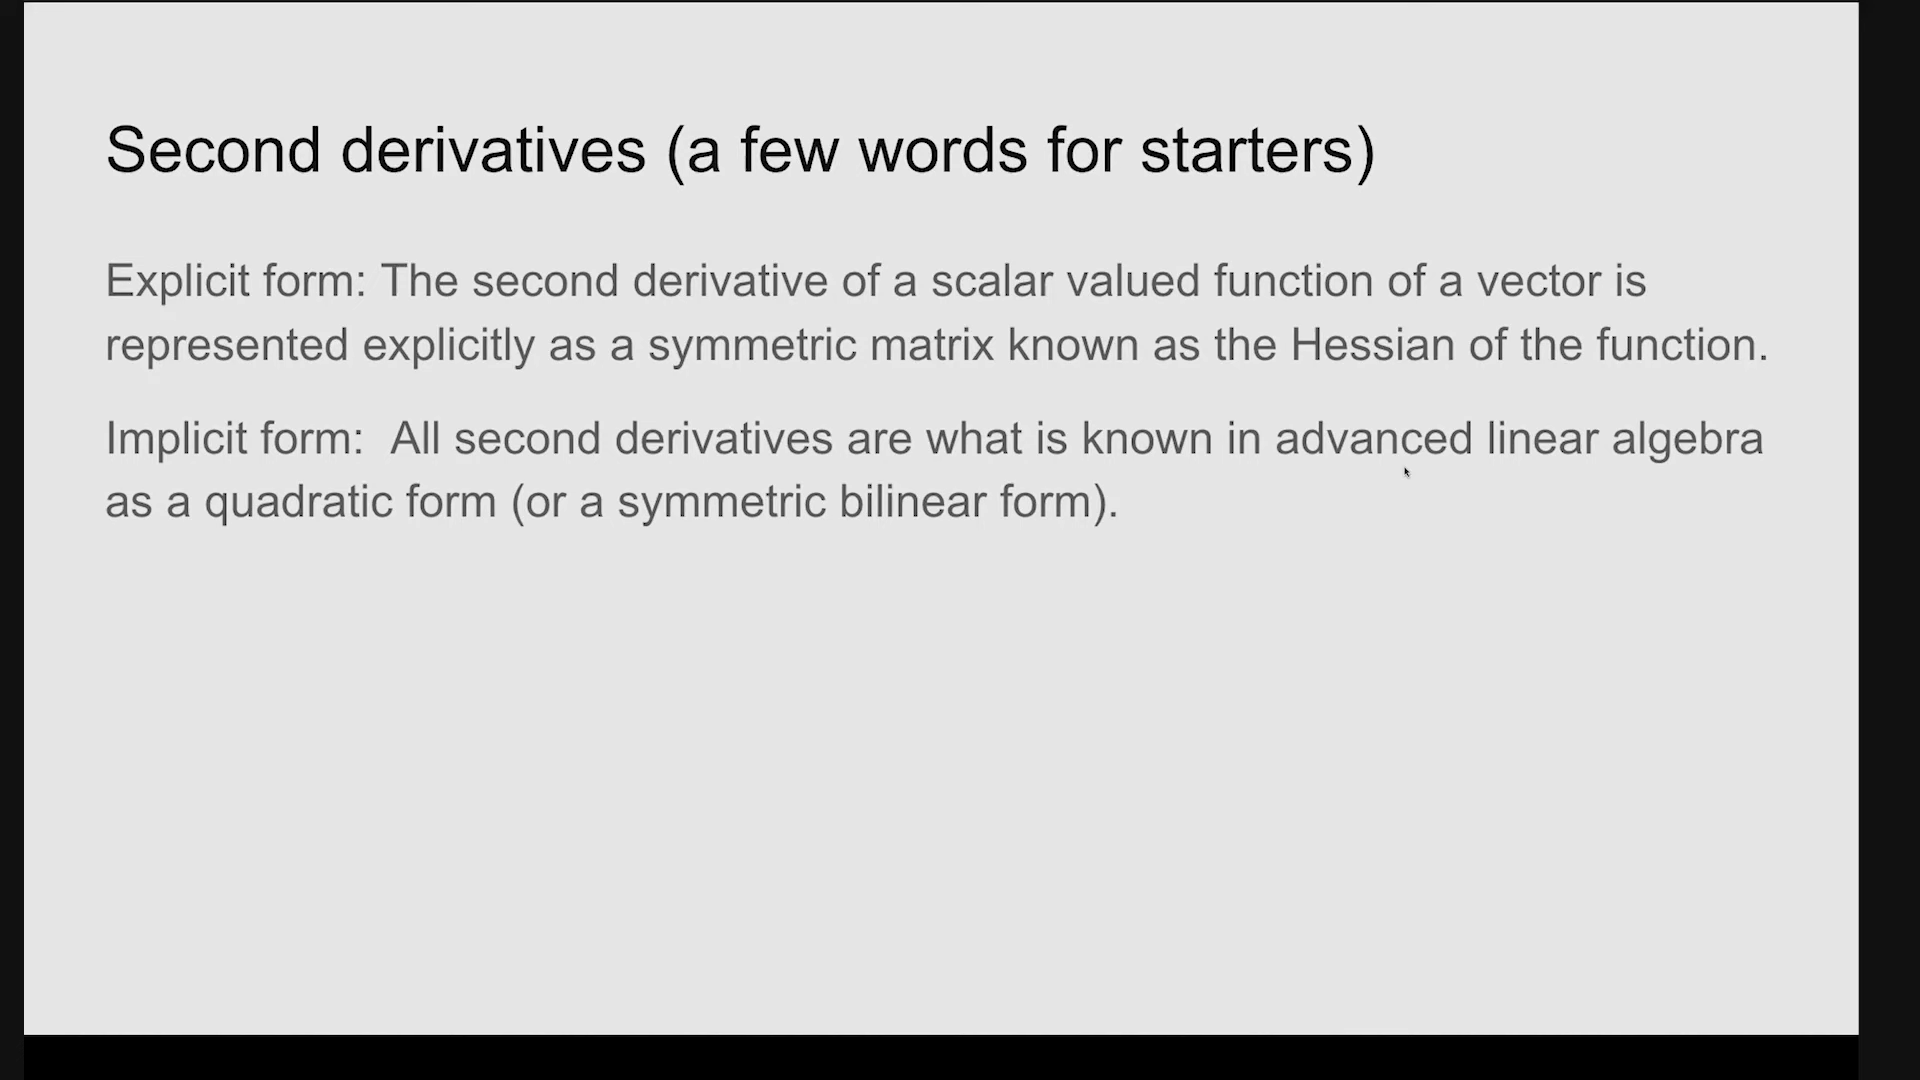 Second derivatives (a few words for starters)
Explicit form: The second derivative of a scalar valued function of a vector is
represented explicitly as a symmetric matrix known as the Hessian of the function.
Implicit form:  All second derivatives are what is known in advanced linear algebra
as a quadratic form (or a symmetric bilinear form).